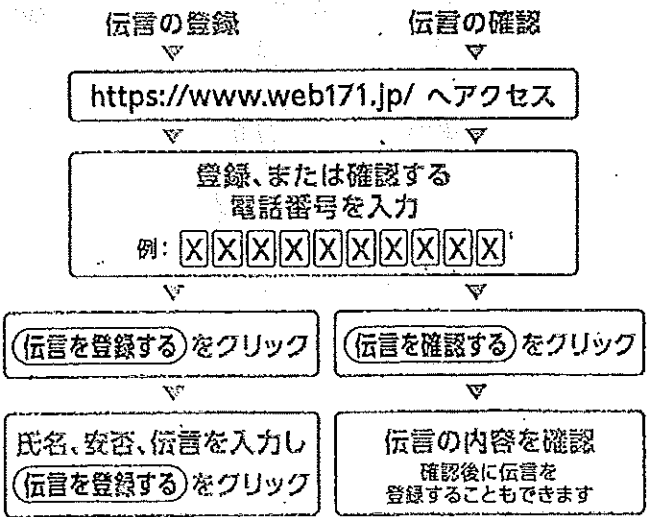 伝言の登録
伝言の確認
https://www.web171.jp/ へアクセス
登録、または確認する
電話番号を入力
例: XXXXXXXXXX
伝言を登録する をクリック
伝言を確認する をクリック
氏名、安否、伝言を入力し
伝言を登録する をクリック
伝言の内容を確認
確認後に伝言を
登録することもできます